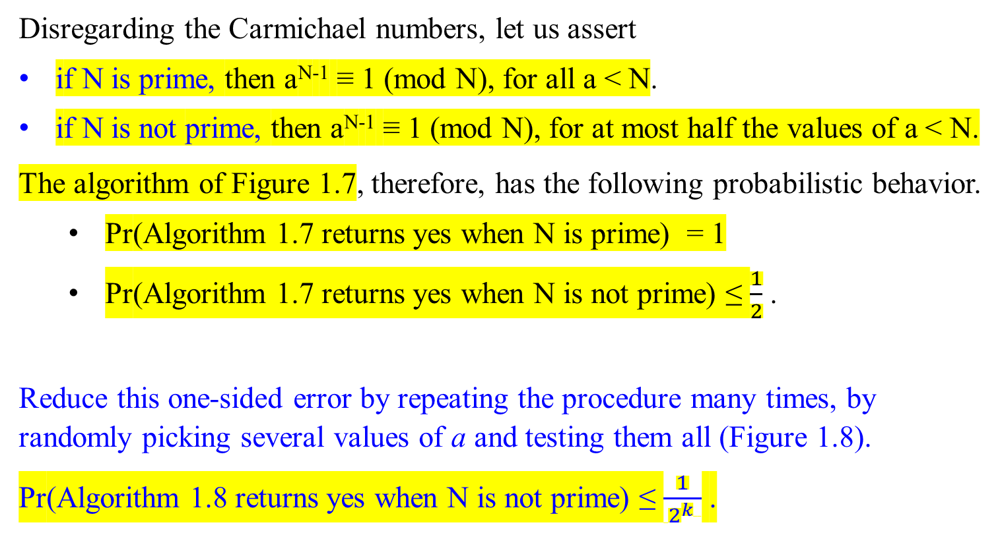 Disregarding the Carmichael numbers, let us assert
• if N is prime, then a^{N-1} ≡ 1 (mod N), for all a < N.
• if N is not prime, then a^{N-1} ≡ 1 (mod N), for at most half the values of a < N.
The algorithm of Figure 1.7, therefore, has the following probabilistic behavior.
• Pr(Algorithm 1.7 returns yes when N is prime) = 1
• Pr(Algorithm 1.7 returns yes when N is not prime) ≤ \frac{1}{2} .
Reduce this one-sided error by repeating the procedure many times, by
randomly picking several values of a and testing them all (Figure 1.8).
Pr(Algorithm 1.8 returns yes when N is not prime) ≤ \frac{1}{2^k} .